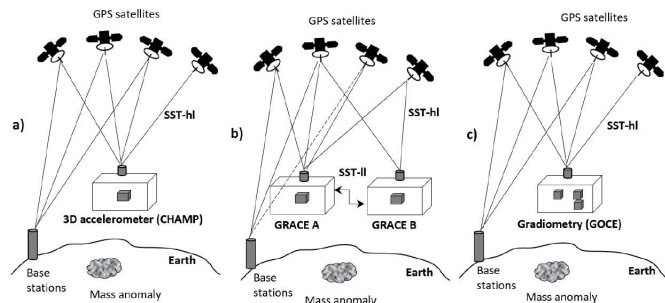 GPS satellites
a)
SST-hl
3D accelerometer (CHAMP)
Base
stations
Earth
Mass anomaly
GPS satellites
b)
SST-hl
SST-ll
GRACE A
GRACE B
Base
stations
Earth
Mass anomaly
GPS satellites
c)
SST-hl
Gradiometry (GOCE)
Base
stations
Earth
Mass anomaly